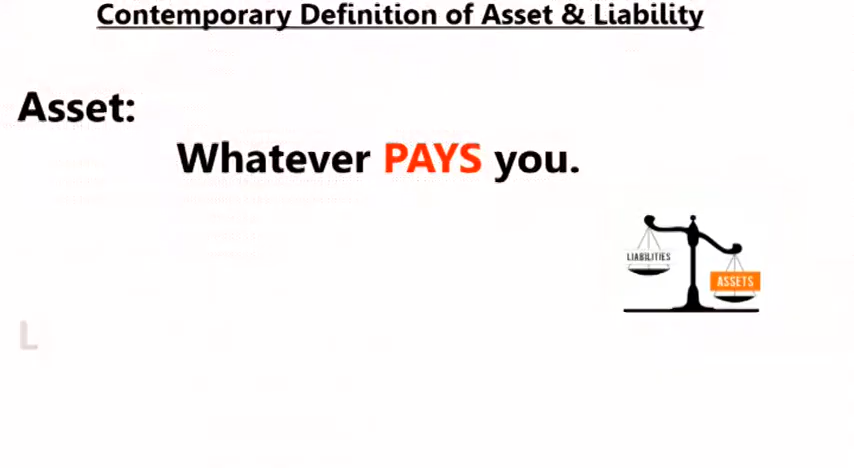 Contemporary Definition of Asset & Liability
Asset:
Whatever PAYS you.
LIABILITIES
ASSETS
L